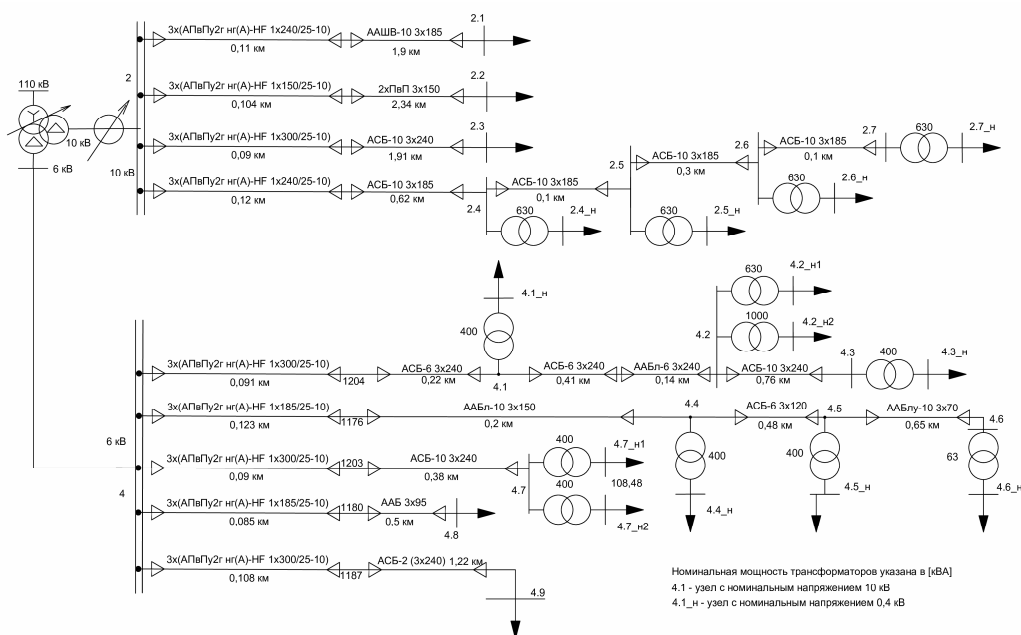 110 кВ
10 кВ
6 кВ
2
10 кВ
3x(АПвПу2г нг(А)-HF 1x240/25-10)
0,11 км
ААШВ-10 3x185
1,9 км
2.1
3x(АПвПу2г нг(А)-HF 1x150/25-10)
0,104 км
2хПвП 3x150
2,34 км
2.2
3x(АПвПу2г нг(А)-HF 1x300/25-10)
0,09 км
АСБ-10 3x240
1,91 км
2.3
3x(АПвПу2г нг(А)-HF 1x240/25-10)
0,12 км
АСБ-10 3x185
0,62 км
2.4
630
2.4_н
АСБ-10 3x185
0,1 км
2.5
630
2.5_н
АСБ-10 3x185
0,3 км
2.6
630
2.6_н
АСБ-10 3x185
0,1 км
2.7
630
2.7_н
6 кВ
4
3x(АПвПу2г нг(А)-HF 1x300/25-10)
0,091 км
1204
АСБ-6 3x240
0,22 км
4.1
400
4.1_н
АСБ-6 3x240
0,41 км
ААБл-6 3x240
0,14 км
4.2
630
4.2_н1
1000
4.2_н2
АСБ-10 3x240
0,76 км
4.3
400
4.3_н
3x(АПвПу2г нг(А)-HF 1x185/25-10)
0,123 км
1176
ААБл-10 3x150
0,2 км
4.4
400
4.4_н
АСБ-6 3x120
0,48 км
4.5
400
4.5_н
ААБлу-10 3x70
0,65 км
4.6
63
4.6_н
3x(АПвПу2г нг(А)-HF 1x300/25-10)
0,09 км
1203
АСБ-10 3x240
0,38 км
4.7
400
4.7_н1
108,48
400
4.7_н2
3x(АПвПу2г нг(А)-HF 1x185/25-10)
0,085 км
1180
ААБ 3x95
0.5 км
4.8
3x(АПвПу2г нг(А)-HF 1x300/25-10)
0,108 км
1187
АСБ-2 (3x240) 1,22 км
4.9
Номинальная мощность трансформаторов указана в [кВА]
4.1 - узел с номинальным напряжением 10 кВ
4.1_н - узел с номинальным напряжением 0,4 кВ